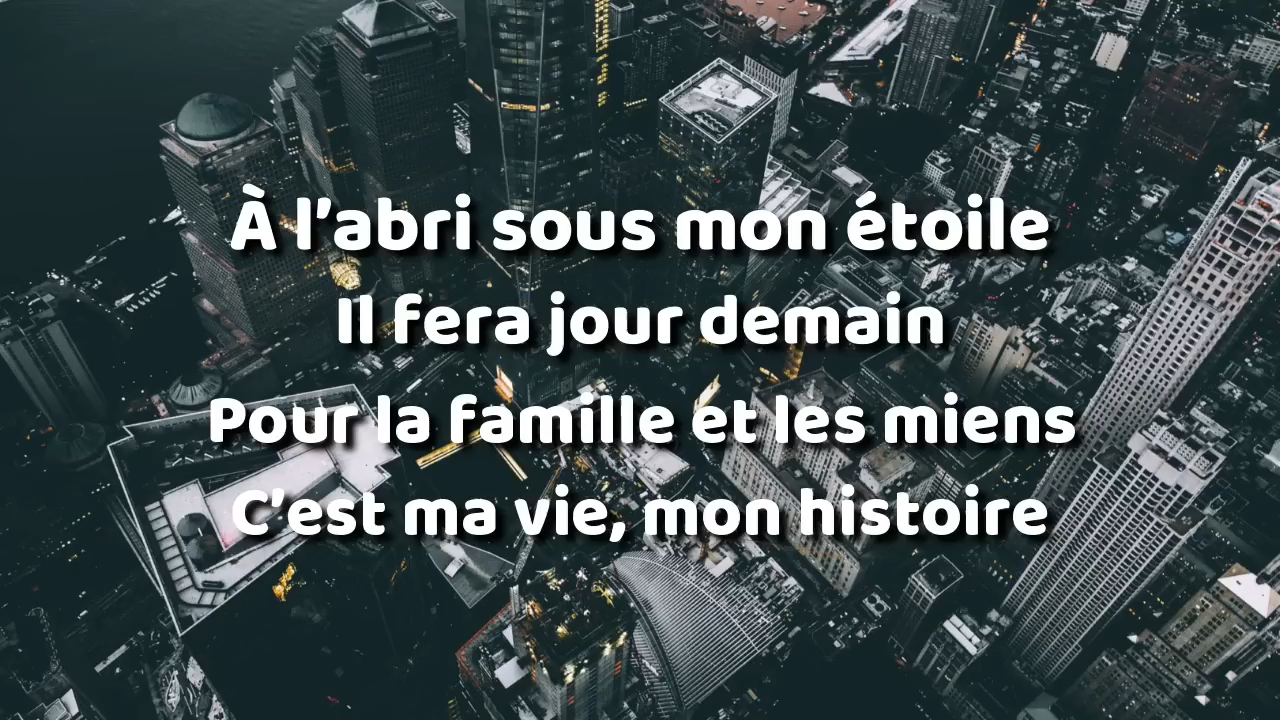 À l’abri sous mon étoile
Il fera jour demain
Pour la famille et les miens
C’est ma vie, mon histoire